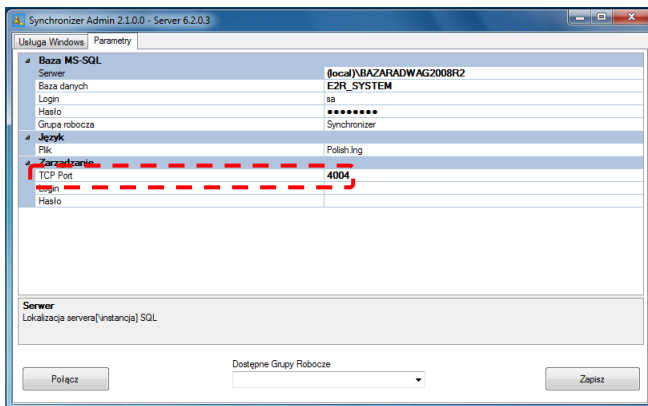 Synchronizer Admin 2.1.0.0 - Server 6.2.0.3
Usługa Windows Parametry
Baza MS-SQL
Serwer (local)\BAZARADWAG2008R2
Baza danych E2R_SYSTEM
Login sa
Hasło ●●●●●●●●
Grupa robocza Synchronizer
Język
Plik Polish.lng
Zarządzanie
TCP Port 4004
Login
Hasło
Serwer
Lokalizacja servera[\instancja] SQL
Dostępne Grupy Robocze
Połącz Zapisz